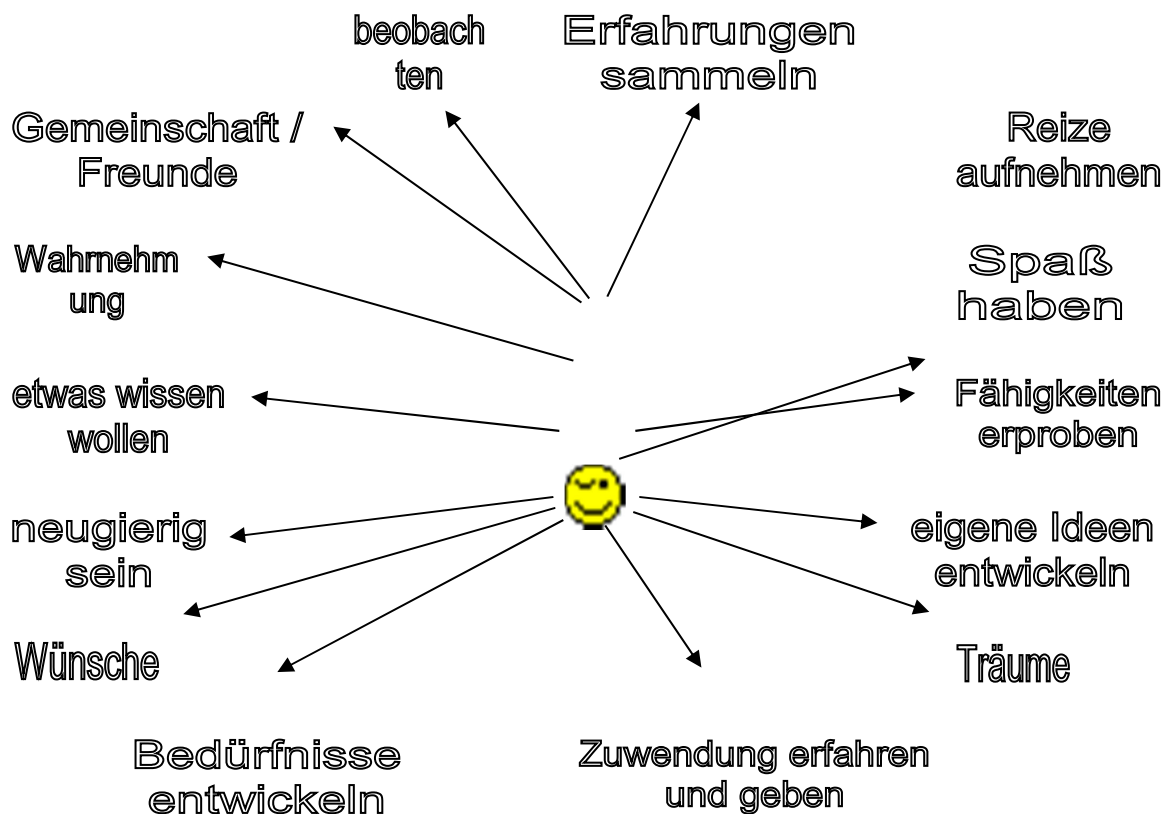 beobach
ten
Erfahrungen
sammeln
Gemeinschaft /
Freunde
Reize
aufnehmen
Wahrnehm
ung
Spaß
haben
etwas wissen
wollen
Fähigkeiten
erproben
neugierig
sein
eigene Ideen
entwickeln
Wünsche
Träume
Bedürfnisse
entwickeln
Zuwendung erfahren
und geben